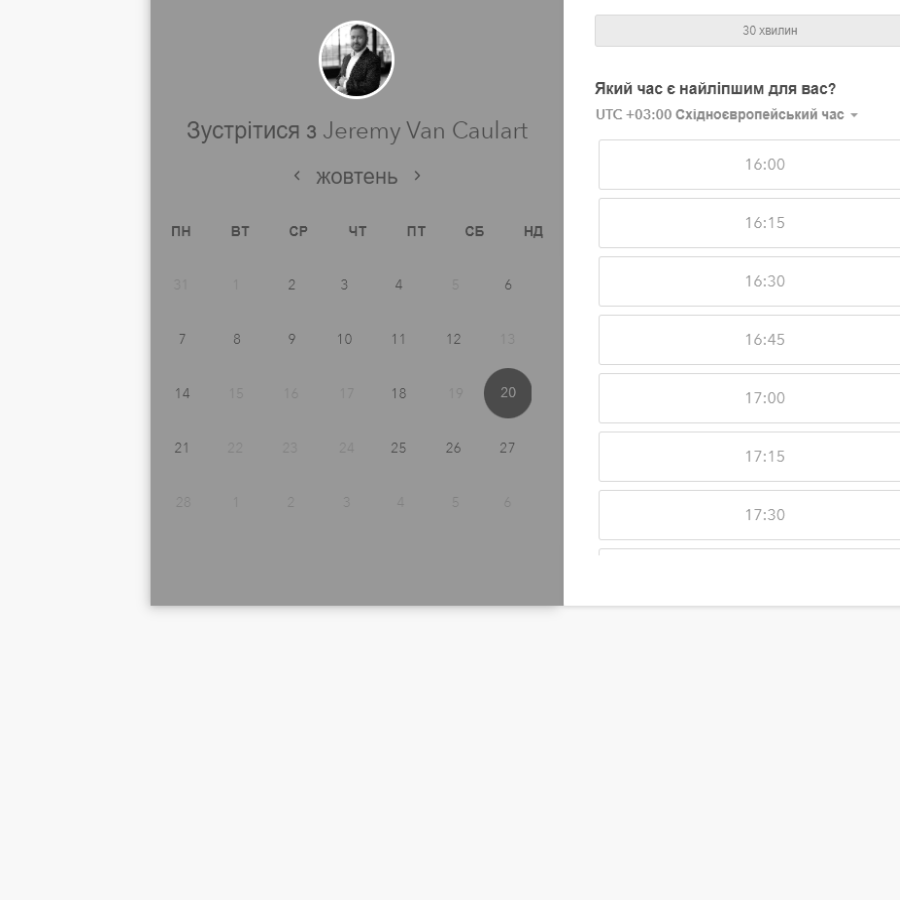 Зустрітися з Jeremy Van Caulart
жовтень
ПН ВТ СР ЧТ ПТ СБ НД
31 1 2 3 4 5 6
7 8 9 10 11 12 13
14 15 16 17 18 19 20
21 22 23 24 25 26 27
28 1 2 3 4 5 6
30 хвилин
Який час є найліпшим для вас?
UTC +03:00 Східноєвропейський час
16:00
16:15
16:30
16:45
17:00
17:15
17:30